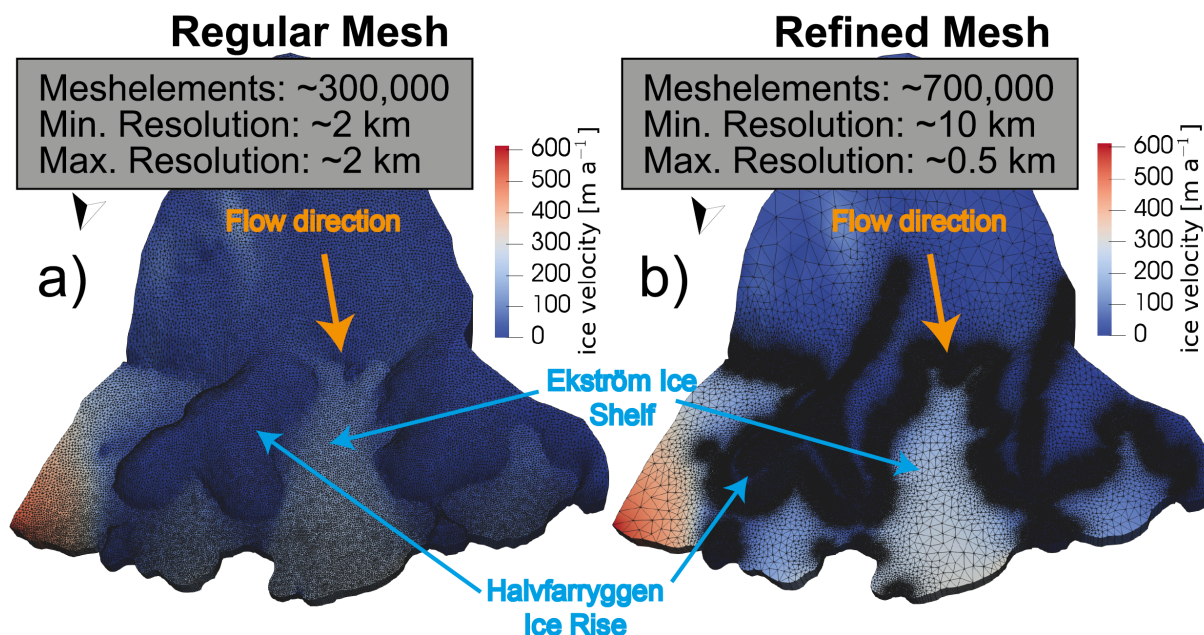 Regular Mesh
Meshelements: ~300,000
Min. Resolution: ~2 km
Max. Resolution: ~2 km
600
500
400
300
200
100
0
ice velocity [m a⁻¹]
Flow direction
a)
Refined Mesh
Meshelements: ~700,000
Min. Resolution: ~10 km
Max. Resolution: ~0.5 km
600
500
400
300
200
100
0
ice velocity [m a⁻¹]
Flow direction
b)
Ekström Ice
Shelf
Halvfarryggen
Ice Rise